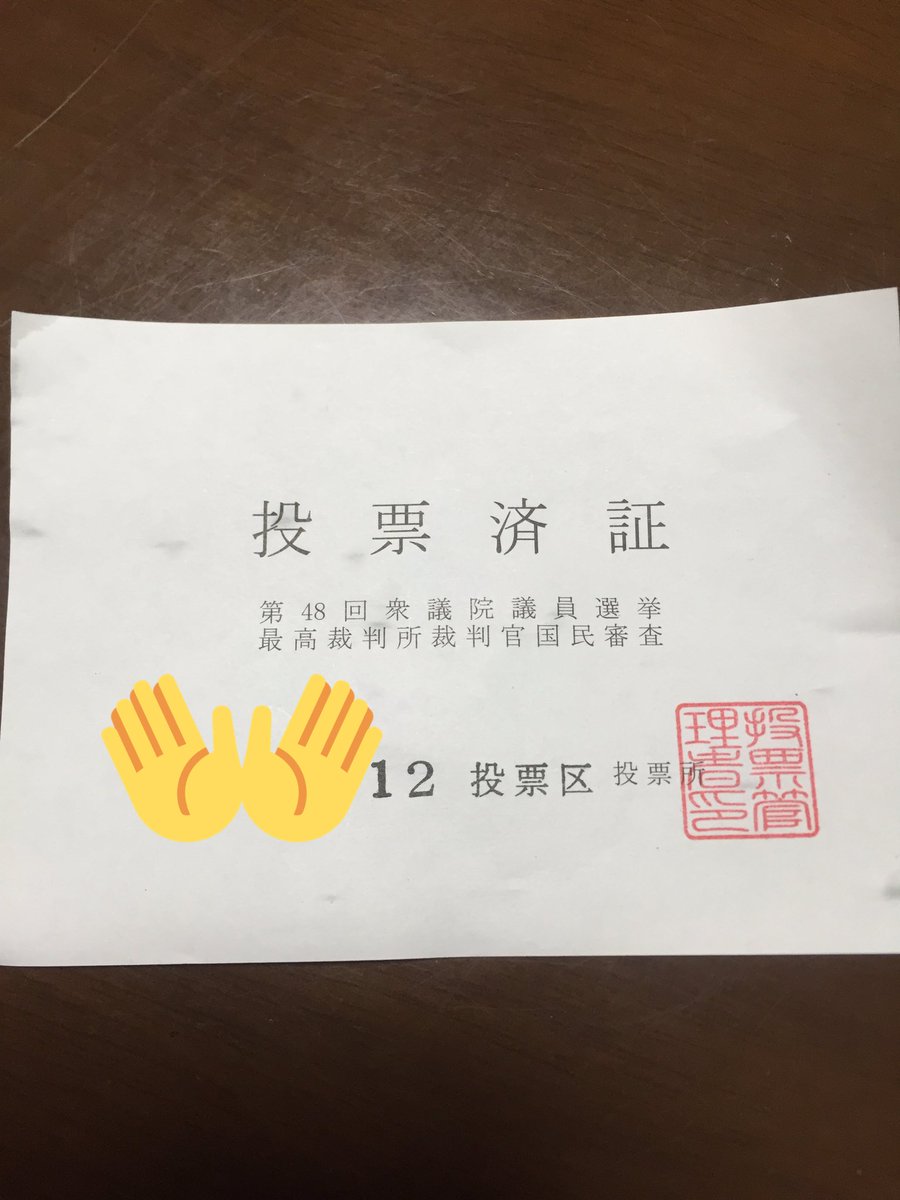 投票済証
第48回衆議院議員選挙
最高裁判所裁判官国民審査
12 投票区 投票所
投票管
理者印